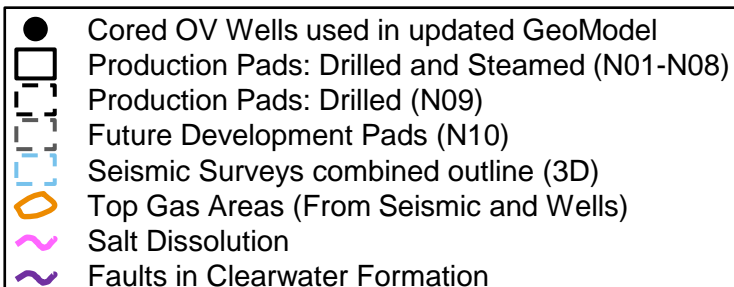 Cored OV Wells used in updated GeoModel
Production Pads: Drilled and Steamed (N01-N08)
Production Pads: Drilled (N09)
Future Development Pads (N10)
Seismic Surveys combined outline (3D)
Top Gas Areas (From Seismic and Wells)
Salt Dissolution
Faults in Clearwater Formation